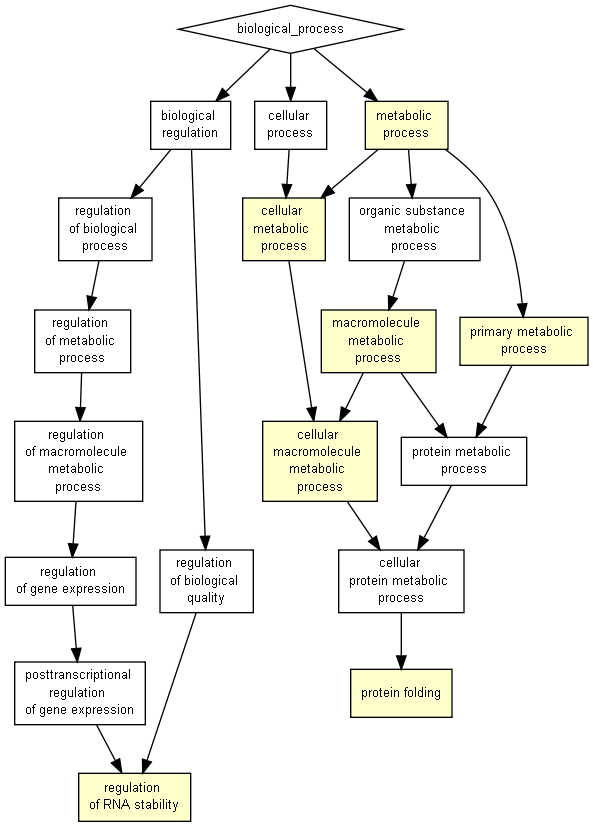 biological_process
biological
regulation
cellular
process
metabolic
process
regulation
of biological
process
cellular
metabolic
process
organic substance
metabolic
process
regulation
of metabolic
process
macromolecule
metabolic
process
primary metabolic
process
regulation
of macromolecule
metabolic
process
cellular
macromolecule
metabolic
process
protein metabolic
process
regulation
of gene expression
regulation
of biological
quality
cellular
protein metabolic
process
posttranscriptional
regulation
of gene expression
protein folding
regulation
of RNA stability